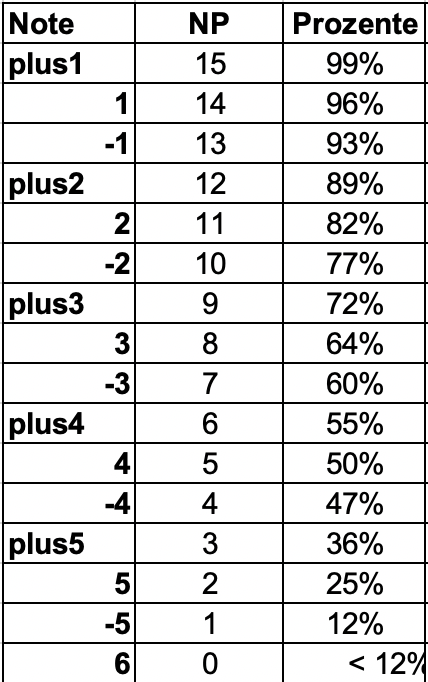 Note NP Prozente
plus1 15 99%
1 14 96%
-1 13 93%
plus2 12 89%
2 11 82%
-2 10 77%
plus3 9 72%
3 8 64%
-3 7 60%
plus4 6 55%
4 5 50%
-4 4 47%
plus5 3 36%
5 2 25%
-5 1 12%
6 0 < 12%